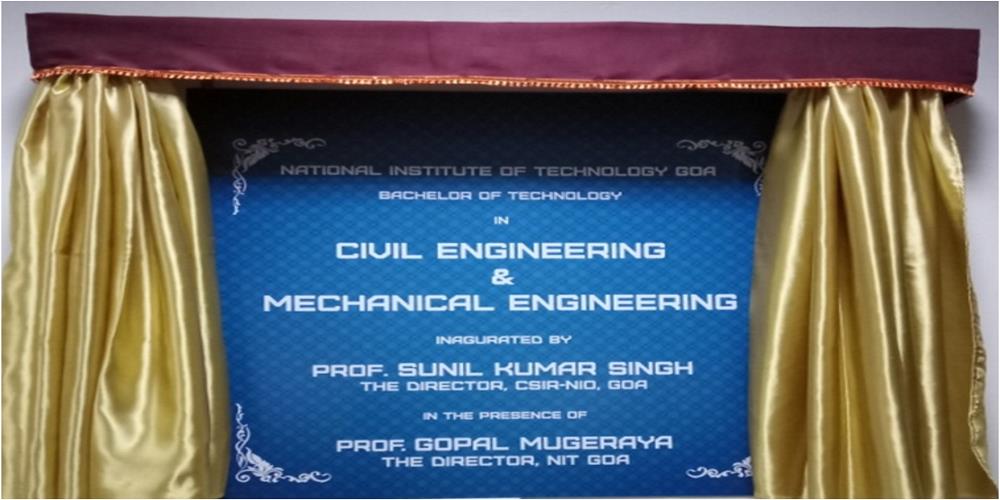 NATIONAL INSTITUTE OF TECHNOLOGY GOA
BACHELOR OF TECHNOLOGY
IN
CIVIL ENGINEERING
&
MECHANICAL ENGINEERING
INAGURATED BY
PROF. SUNIL KUMAR SINGH
THE DIRECTOR, CSIR-NIO, GOA
IN THE PRESENCE OF
PROF. GOPAL MUGERAYA
THE DIRECTOR, NIT GOA